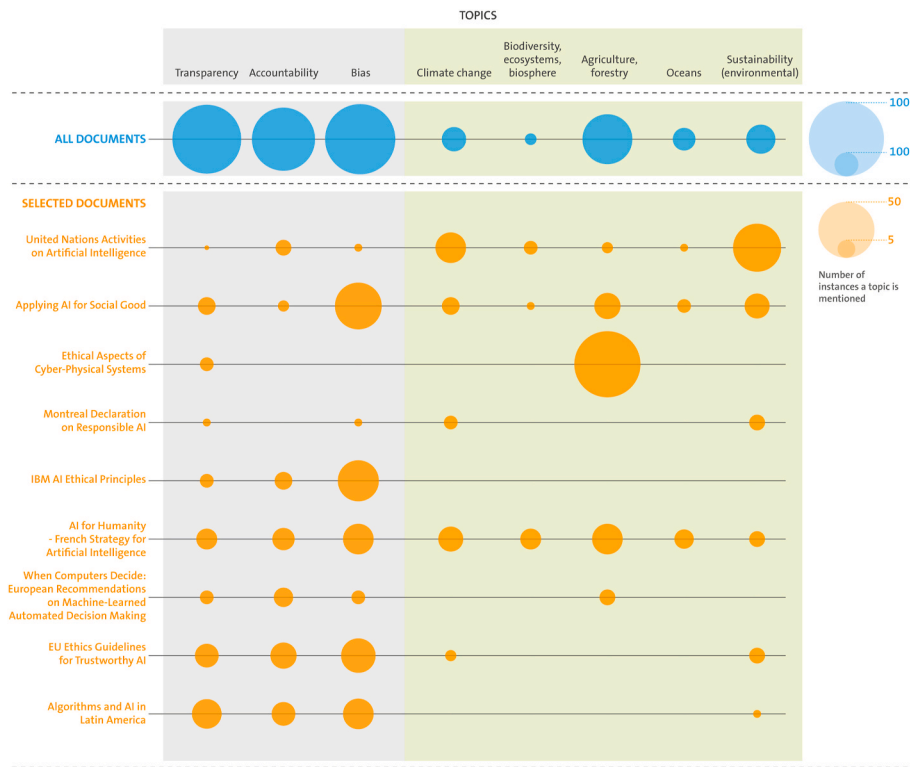 TOPICS
Transparency
Accountability
Bias
Climate change
Biodiversity,
ecosystems,
biosphere
Agriculture,
forestry
Oceans
Sustainability
(environmental)
ALL DOCUMENTS
100
100
SELECTED DOCUMENTS
50
5
Number of
instances a topic is
mentioned
United Nations Activities
on Artificial Intelligence
Applying AI for Social Good
Ethical Aspects of
Cyber-Physical Systems
Montreal Declaration
on Responsible AI
IBM AI Ethical Principles
AI for Humanity
- French Strategy for
Artificial Intelligence
When Computers Decide:
European Recommendations
on Machine-Learned
Automated Decision Making
EU Ethics Guidelines
for Trustworthy AI
Algorithms and AI in
Latin America